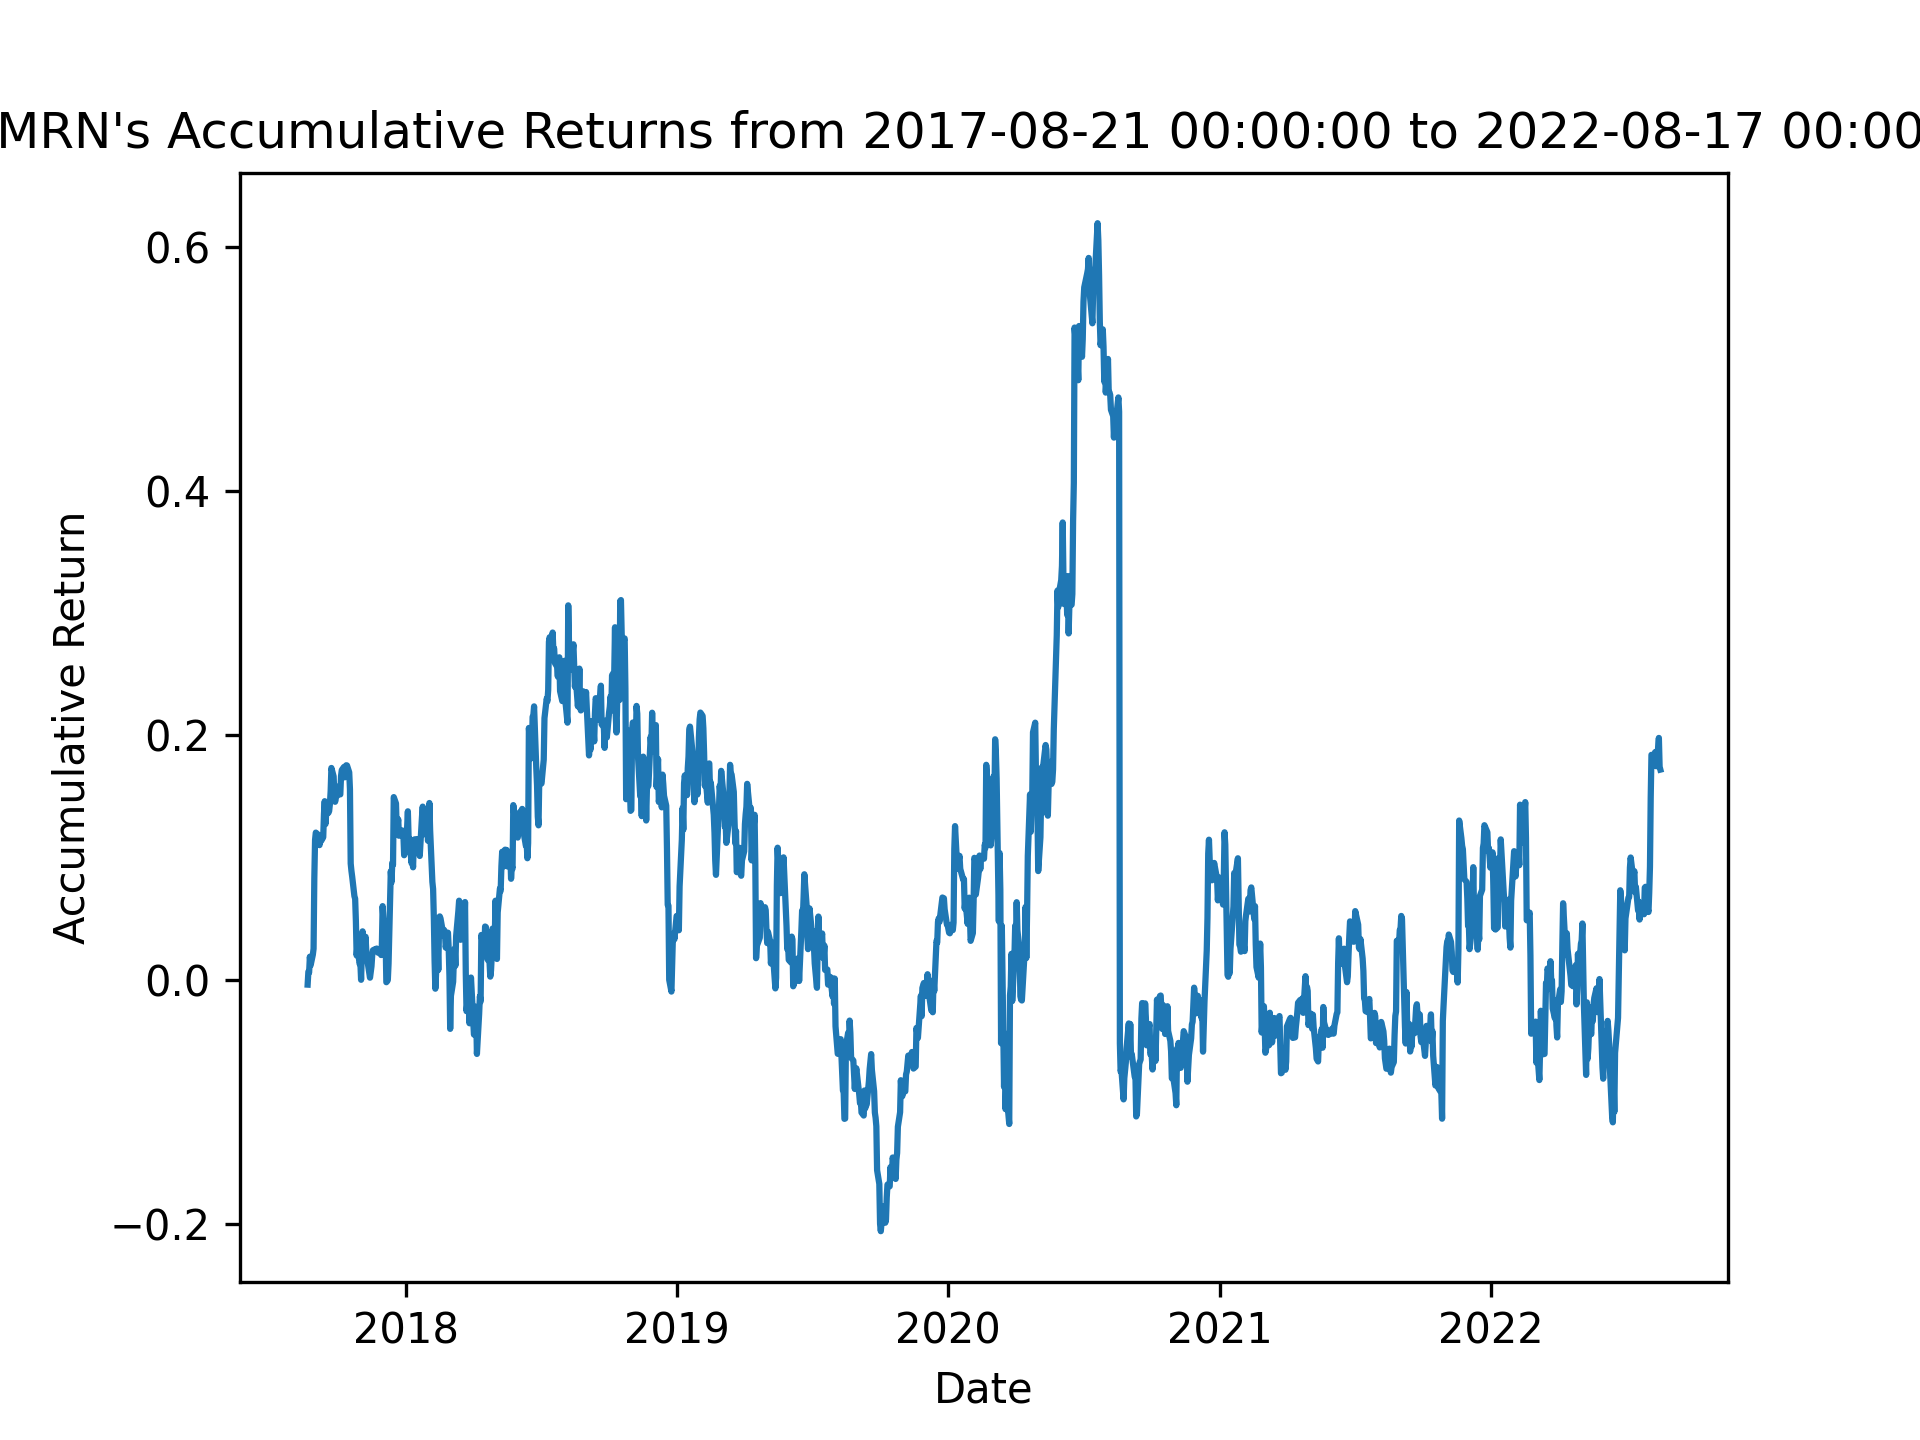 MRN's Accumulative Returns from 2017-08-21 00:00:00 to 2022-08-17 00:00
0.6
0.4
0.2
0.0
−0.2
Accumulative Return
2018 2019 2020 2021 2022
Date